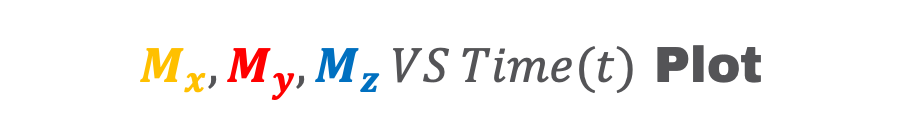 Mx, My, Mz VS Time(t) Plot